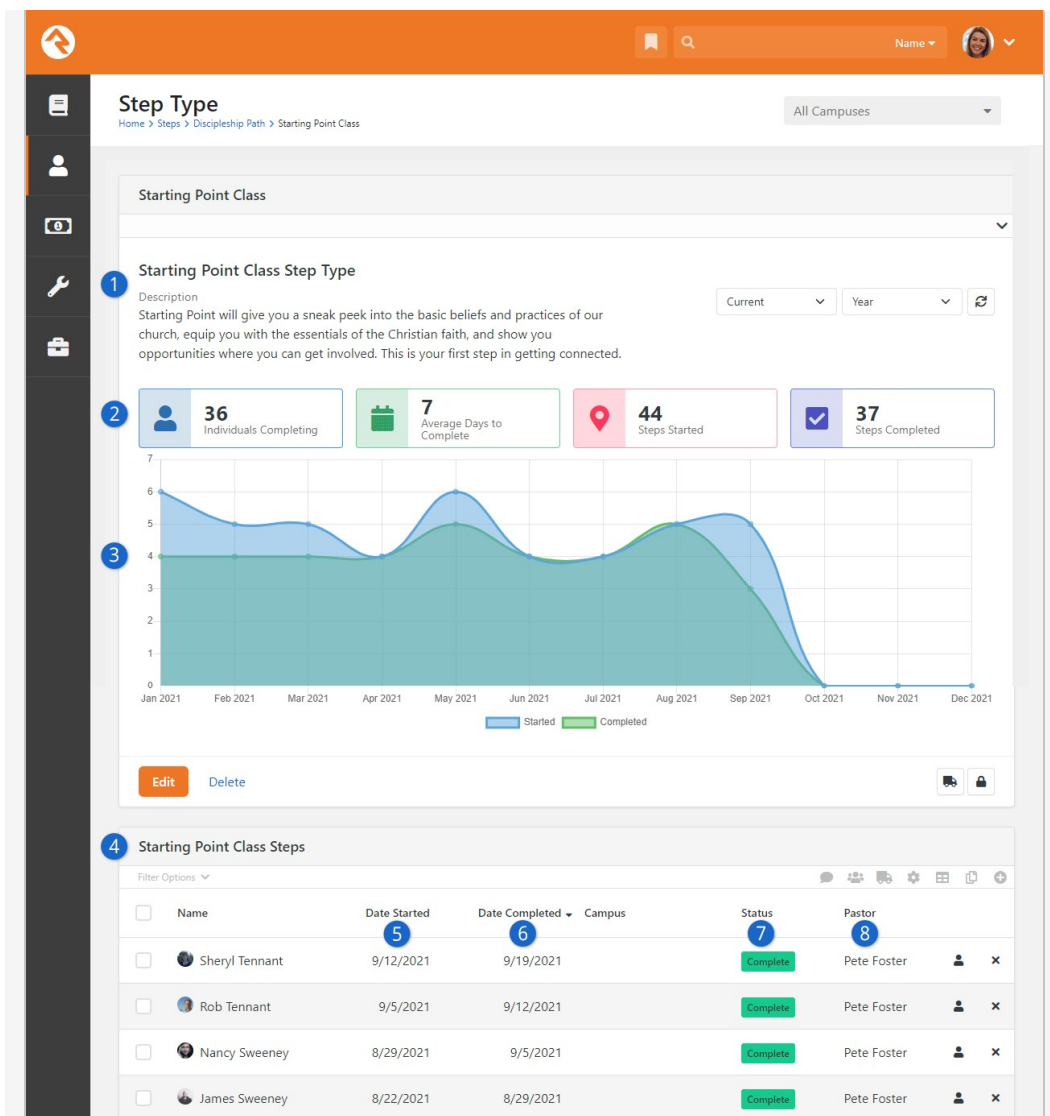 Name
Step Type
Home > Steps > Discipleship Path > Starting Point Class
All Campuses
Starting Point Class
1
Starting Point Class Step Type
Description
Starting Point will give you a sneak peek into the basic beliefs and practices of our
church, equip you with the essentials of the Christian faith, and show you
opportunities where you can get involved. This is your first step in getting connected.
Current
Year
2
36
Individuals Completing
7
Average Days to
Complete
44
Steps Started
37
Steps Completed
7
6
5
3
4
3
2
1
0
Jan 2021 Feb 2021 Mar 2021 Apr 2021 May 2021 Jun 2021 Jul 2021 Aug 2021 Sep 2021 Oct 2021 Nov 2021 Dec 2021
Started Completed
Edit Delete
4
Starting Point Class Steps
Filter Options
Name Date Started Date Completed Campus Status Pastor
5 6 7 8
Sheryl Tennant 9/12/2021 9/19/2021 Complete Pete Foster
Rob Tennant 9/5/2021 9/12/2021 Complete Pete Foster
Nancy Sweeney 8/29/2021 9/5/2021 Complete Pete Foster
James Sweeney 8/22/2021 8/29/2021 Complete Pete Foster